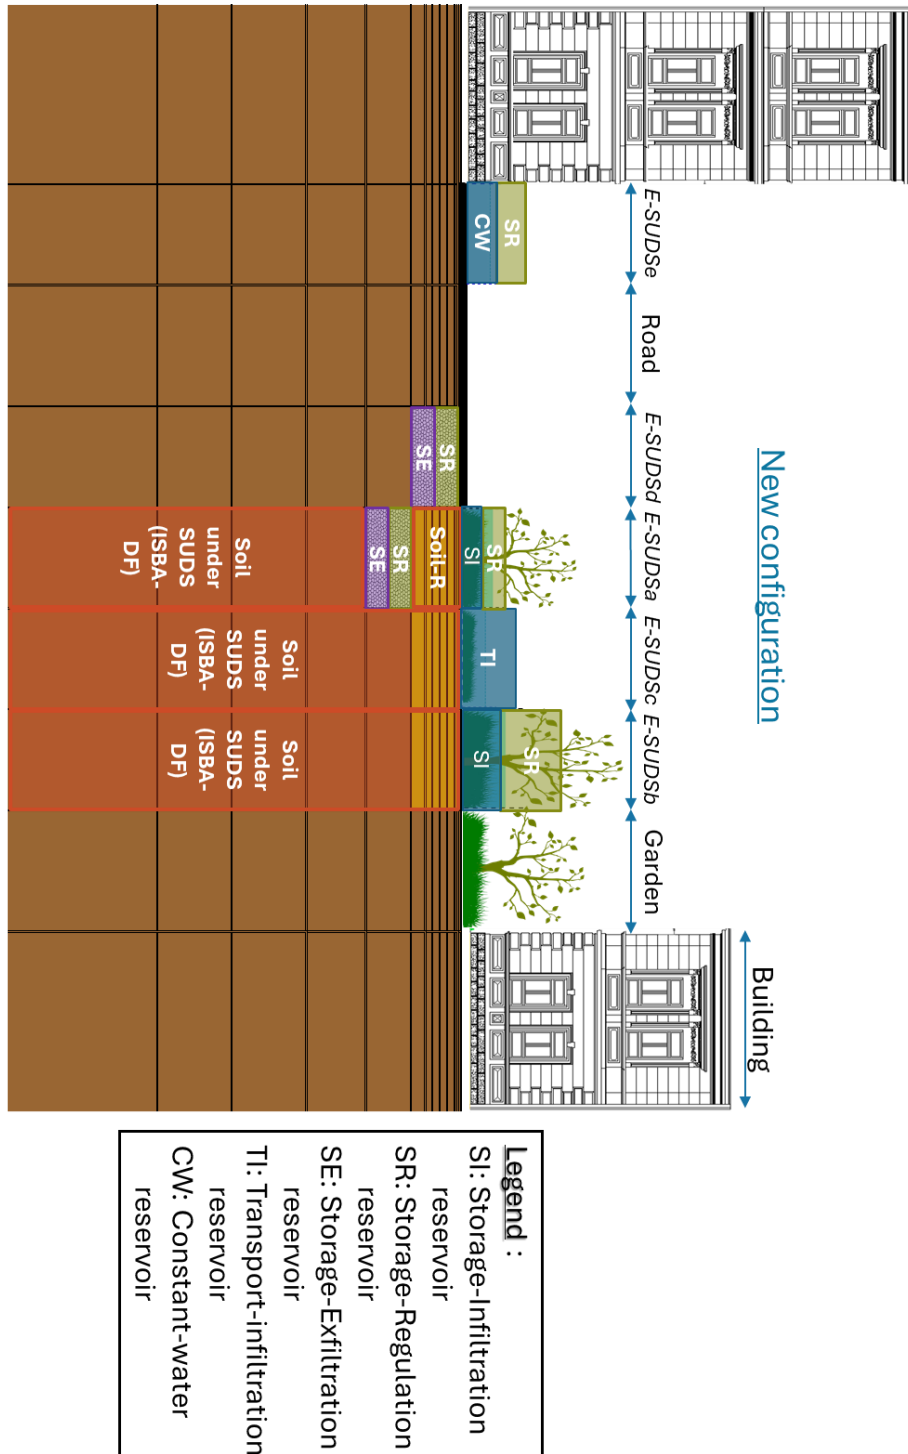 New configuration
Building
E-SUDSe
Road
E-SUDSd
E-SUDSa
E-SUDSc
E-SUDSb
Garden
SR
CW
SR
SE
SR
SI
Soil-R
SR
SE
TI
SR
SI
Soil
under
SUDS
(ISBA-
DF)
Soil
under
SUDS
(ISBA-
DF)
Soil
under
SUDS
(ISBA-
DF)
Legend :
SI: Storage-Infiltration
reservoir
SR: Storage-Regulation
reservoir
SE: Storage-Exfiltration
reservoir
TI: Transport-infiltration
reservoir
CW: Constant-water
reservoir